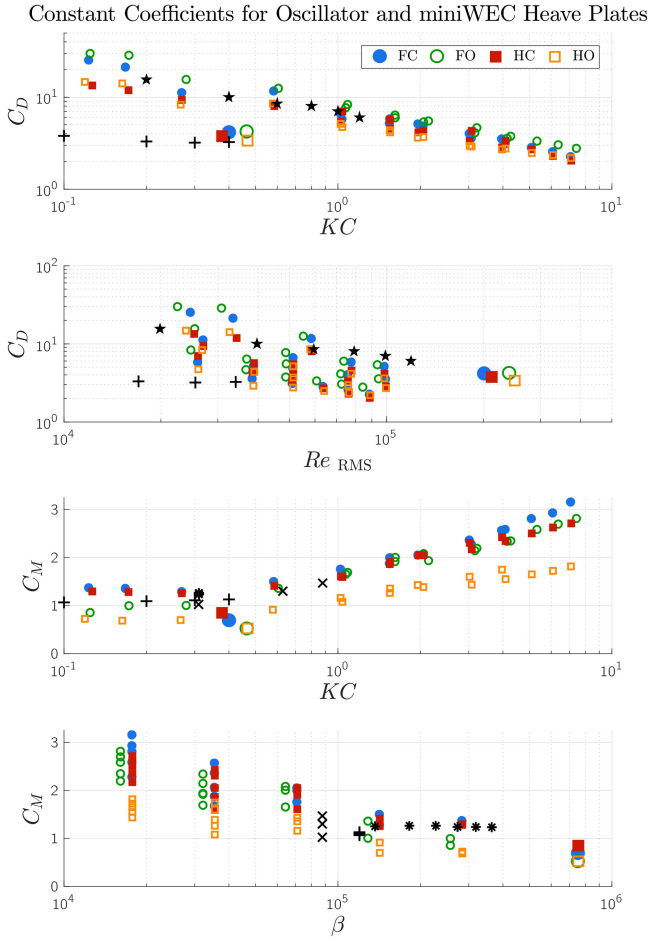 Constant Coefficients for Oscillator and miniWEC Heave Plates
FC FO HC HO
C_D
10^2
10^1
10^0
10^-1 10^0 10^1
KC
C_D
10^2
10^1
10^0
10^4 10^5
Re RMS
C_M
3
2
1
0
10^-1 10^0 10^1
KC
C_M
3
2
1
0
10^4 10^5 10^6
β